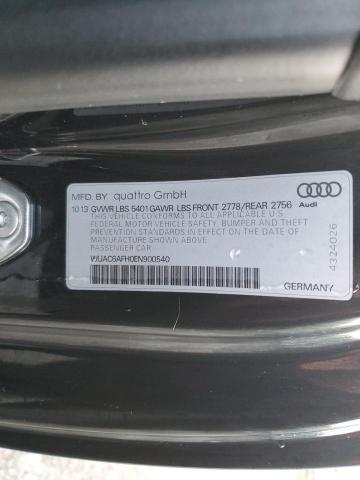 MFD. BY quattro GmbH
10 13 GVWR LBS 5401 GAWR LBS FRONT 2778/REAR 2756
THIS VEHICLE CONFORMS TO ALL APPLICABLE U.S.
FEDERAL MOTOR VEHICLE SAFETY, BUMPER AND THEFT
PREVENTION STANDARDS IN EFFECT ON THE DATE OF
MANUFACTURE SHOWN ABOVE
PASSENGER CAR
WUAC6AFH0EN900540
Audi
4324026
GERMANY